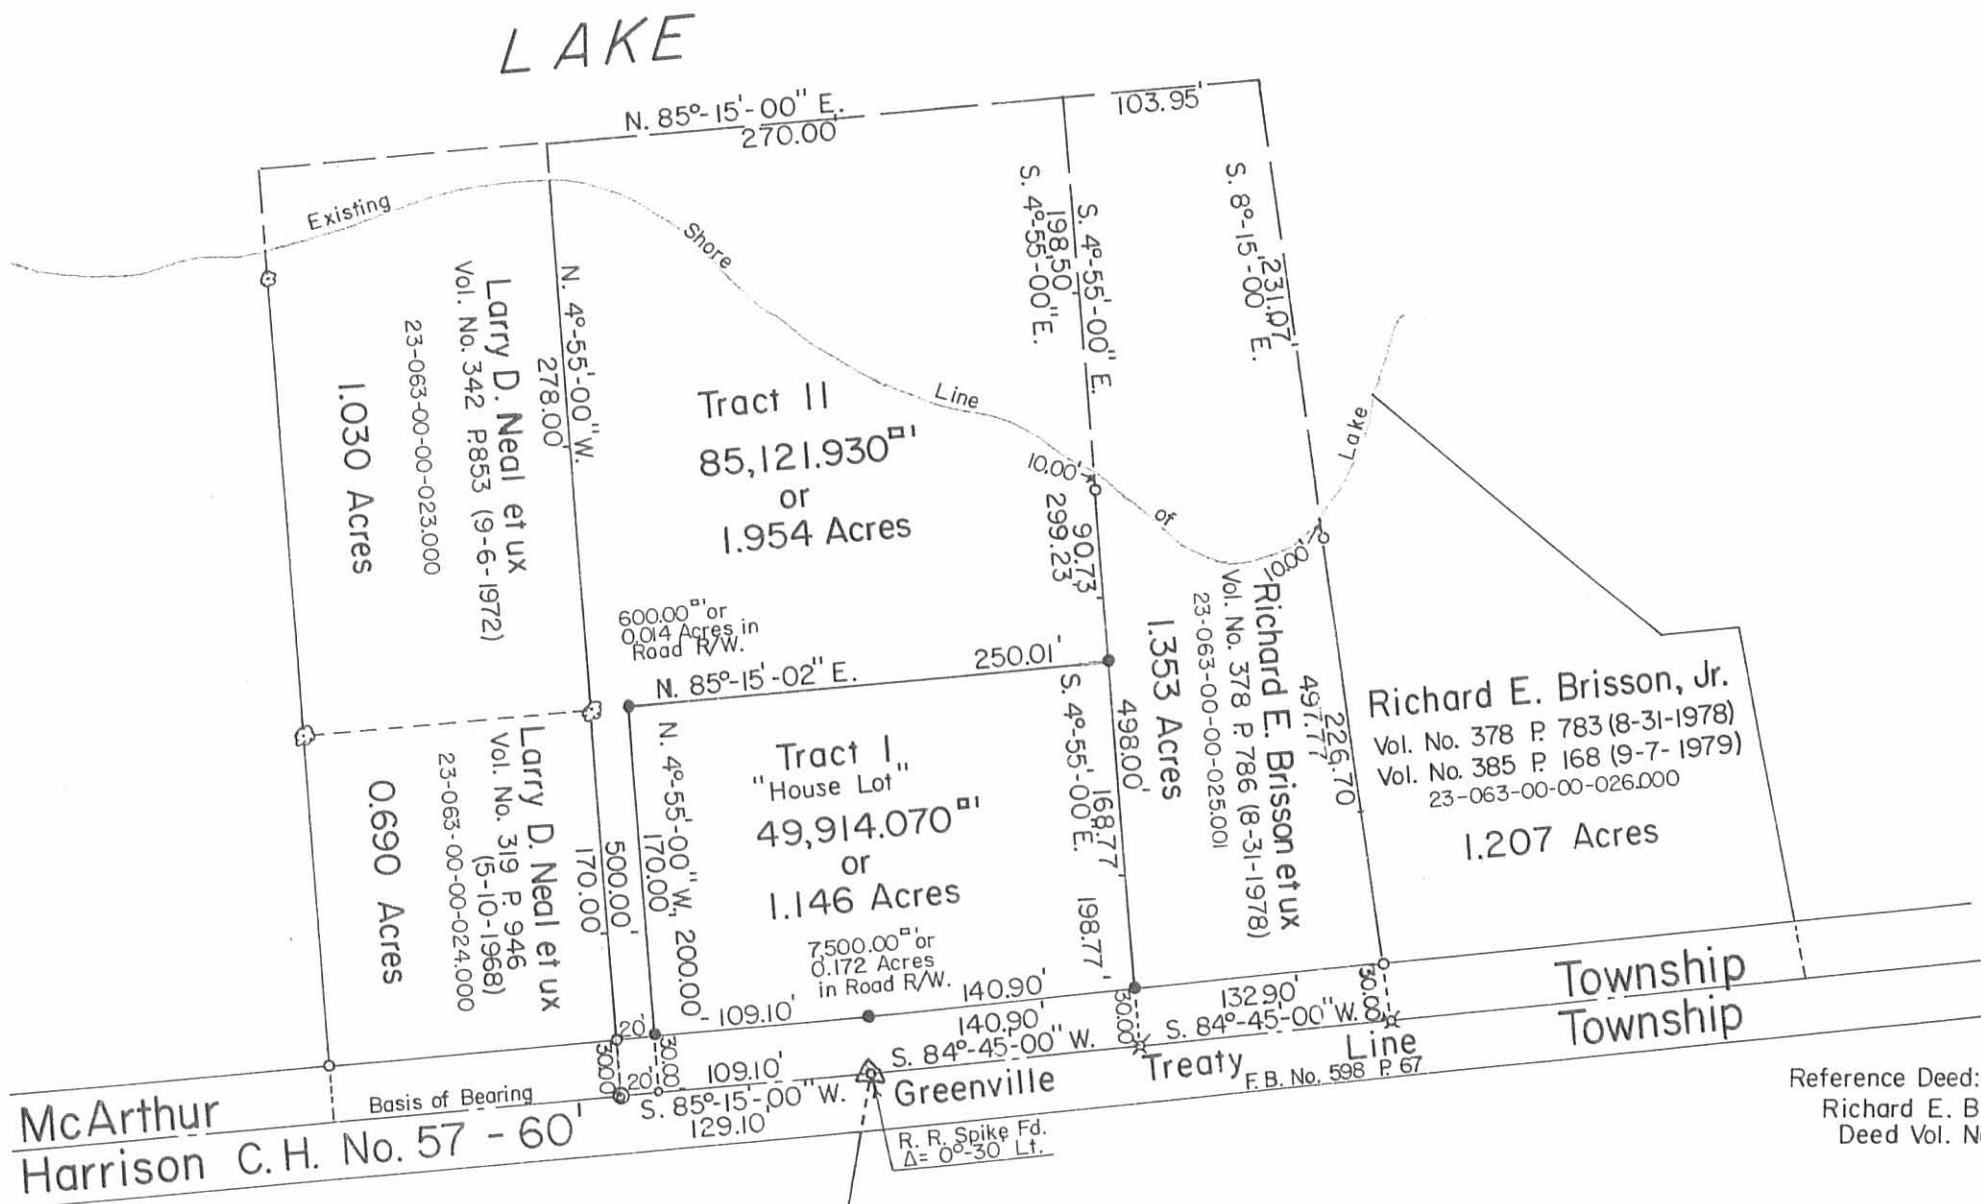 LAKE
N. 85°-15'-00" E.
270.00'
103.95'
Existing
Shore
Line
of
Lake
S. 4°-55'-00" E.
198.50'
S. 4°-55'-00" E.
S. 8°-15'-00" E.
231.07'
N. 4°-55'-00" W.
278.00'
Larry D. Neal et ux
Vol. No. 342 P.853 (9-6-1972)
23-063-00-00-023.000
1.030 Acres
Tract II
85,121.930□'
or
1.954 Acres
10.00'
90.73'
299.23'
10.00'
600.00□' or
0.014 Acres in
Road R/W.
N. 85°-15'-02" E.
250.01'
Larry D. Neal et ux
Vol. No. 319 P. 946
(5-10-1968)
23-063-00-00-024.000
0.690 Acres
500.00'
170.00'
N. 4°-55'-00" W, 200.00'
170.00'
Tract I
"House Lot"
49,914.070□'
or
1.146 Acres
7,500.00□' or
0.172 Acres
in Road R/W.
S. 4°-55'-00" E.
168.77'
198.77'
498.00'
1.353 Acres
Richard E. Brisson et ux
Vol. No. 378 P. 786 (8-31-1978)
23-063-00-00-025.001
497.77'
226.70'
Richard E. Brisson, Jr.
Vol. No. 378 P. 783 (8-31-1978)
Vol. No. 385 P. 168 (9-7-1979)
23-063-00-00-026.000
1.207 Acres
20'
109.10'
140.90'
132.90'
30.00'
30.00'
30.00'
30.00'
20'
109.10'
140.90'
S. 84°-45'-00" W.
S. 84°-45'-00" W.
S. 85°-15'-00" W.
129.10'
Basis of Bearing
McArthur
Township
Harrison
Township
C. H. No. 57 - 60'
Greenville
Treaty
Line
F. B. No. 598 P. 67
R. R. Spike Fd.
Δ= 0°-30' Lt.
Reference Deed:
Richard E. B
Deed Vol. N